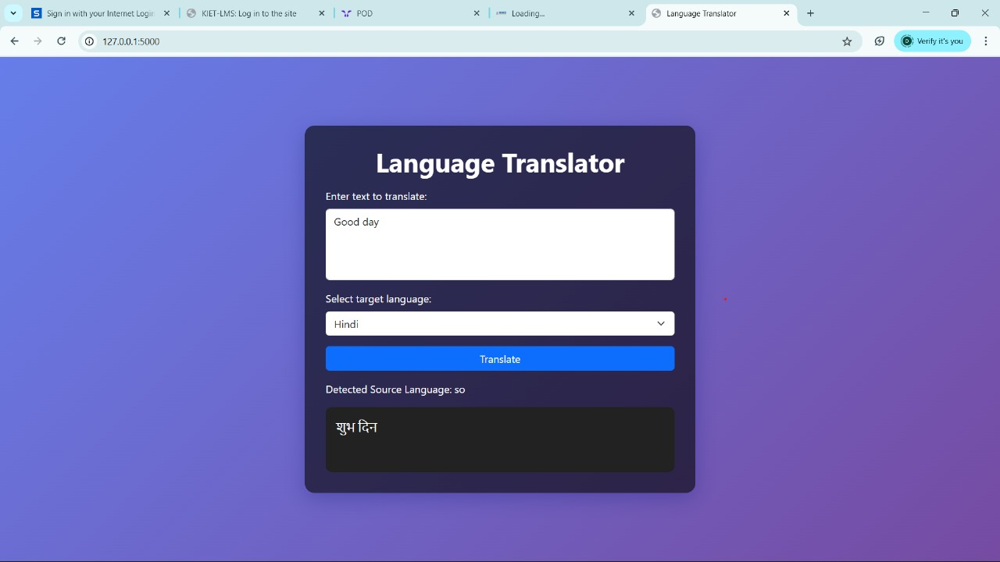 Sign in with your Internet Login
KIET-LMS: Log in to the site
POD
Loading...
Language Translator
127.0.0.1:5000
Verify it's you
Language Translator
Enter text to translate:
Good day
Select target language:
Hindi
Translate
Detected Source Language: so
शुभ दिन